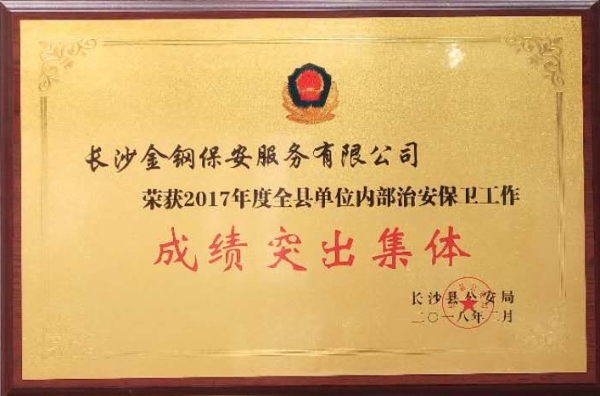 长沙金钢保安服务有限公司
荣获2017年度全县单位内部治安保卫工作
成绩突出集体
长沙县公安局
二〇一八年二月